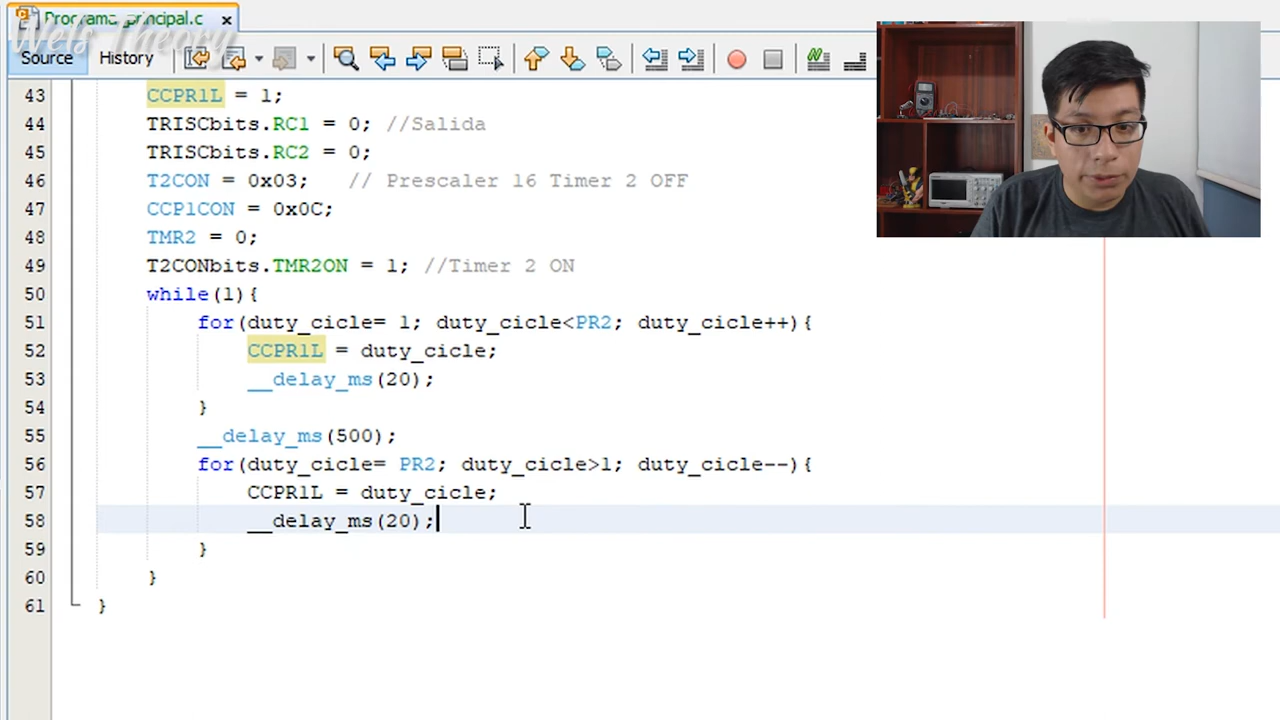 Programa_principal.c
Wels Theory
Source History
43 CCPR1L = 1;
44 TRISCbits.RC1 = 0; //Salida
45 TRISCbits.RC2 = 0;
46 T2CON = 0x03; // Prescaler 16 Timer 2 OFF
47 CCP1CON = 0x0C;
48 TMR2 = 0;
49 T2CONbits.TMR2ON = 1; //Timer 2 ON
50 while(1){
51 for(duty_cicle= 1; duty_cicle<PR2; duty_cicle++){
52 CCPR1L = duty_cicle;
53 __delay_ms(20);
54 }
55 __delay_ms(500);
56 for(duty_cicle= PR2; duty_cicle>1; duty_cicle--){
57 CCPR1L = duty_cicle;
58 __delay_ms(20);
59 }
60 }
61 }